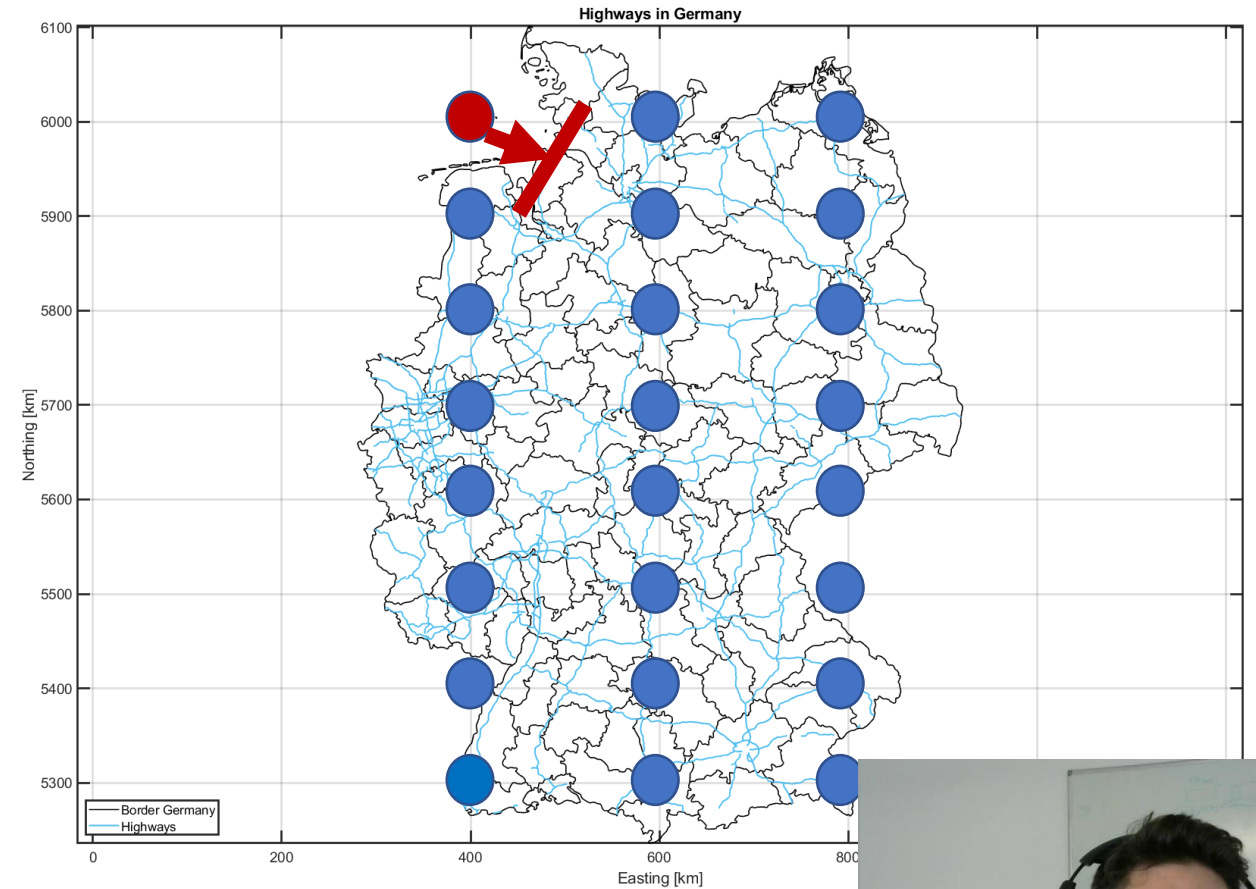 Highways in Germany
6100
6000
5900
5800
5700
5600
5500
5400
5300
Northing [km]
Border Germany
Highways
0
200
400
600
800
Easting [km]